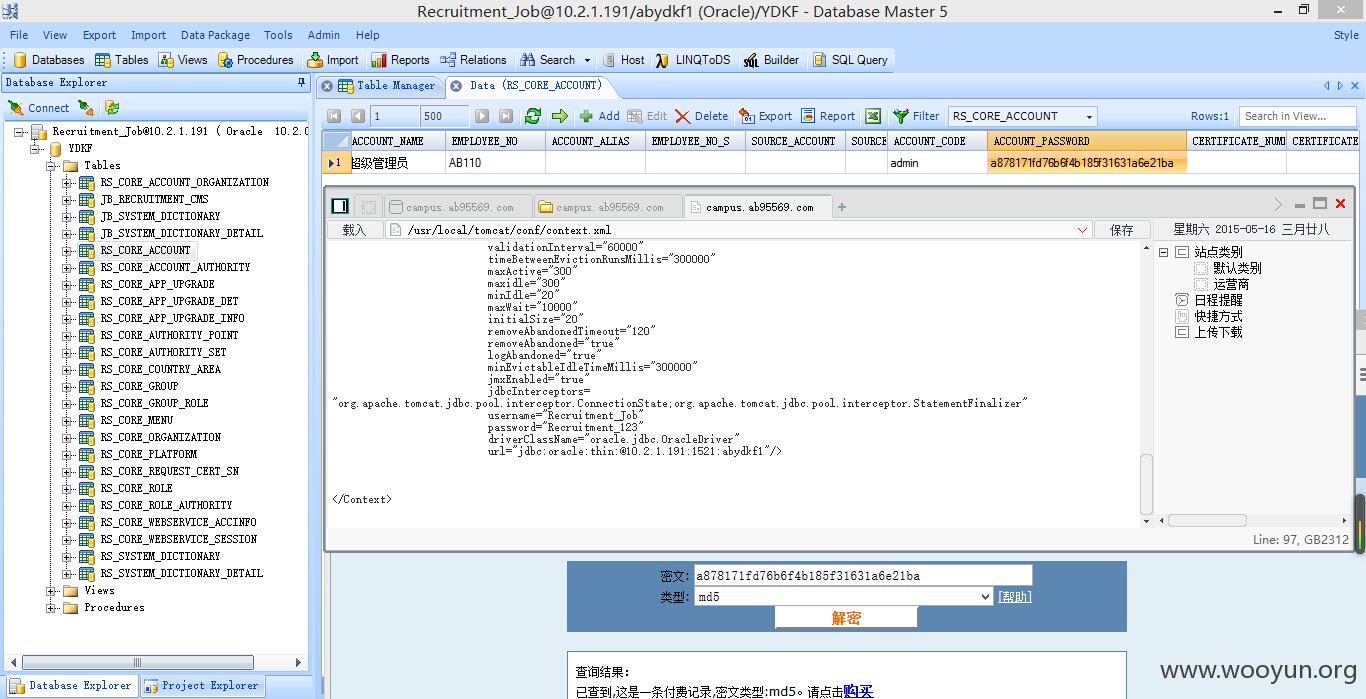 Recruitment_Job@10.2.1.191/abydkf1 (Oracle)/YDKF - Database Master 5
File View Export Import Data Package Tools Admin Help Style
Databases Tables Views Procedures Import Reports Relations Search Host LINQToDS Builder SQL Query
Database Explorer
Table Manager Data (RS_CORE_ACCOUNT)
Connect
1 500 Add Edit Delete Export Report Filter RS_CORE_ACCOUNT Rows:1 Search in View...
Recruitment_Job@10.2.1.191 ( Oracle 10.2.0
YDKF
Tables
RS_CORE_ACCOUNT_ORGANIZATION
JB_RECRUITMENT_CMS
JB_SYSTEM_DICTIONARY
JB_SYSTEM_DICTIONARY_DETAIL
RS_CORE_ACCOUNT
RS_CORE_ACCOUNT_AUTHORITY
RS_CORE_APP_UPGRADE
RS_CORE_APP_UPGRADE_DET
RS_CORE_APP_UPGRADE_INFO
RS_CORE_AUTHORITY_POINT
RS_CORE_AUTHORITY_SET
RS_CORE_COUNTRY_AREA
RS_CORE_GROUP
RS_CORE_GROUP_ROLE
RS_CORE_MENU
RS_CORE_ORGANIZATION
RS_CORE_PLATFORM
RS_CORE_REQUEST_CERT_SN
RS_CORE_ROLE
RS_CORE_ROLE_AUTHORITY
RS_CORE_WEBSERVICE_ACCINFO
RS_CORE_WEBSERVICE_SESSION
RS_SYSTEM_DICTIONARY
RS_SYSTEM_DICTIONARY_DETAIL
Views
Procedures
Database Explorer Project Explorer
ACCOUNT_NAME EMPLOYEE_NO ACCOUNT_ALIAS EMPLOYEE_NO_S SOURCE_ACCOUNT SOURCE ACCOUNT_CODE ACCOUNT_PASSWORD CERTIFICATE_NUM CERTIFICATE
1 超级管理员 AB110 admin a878171fd76b6f4b185f31631a6e21ba
campus.ab95569.com campus.ab95569.com campus.ab95569.com
载入 /usr/local/tomcat/conf/context.xml 保存
validationInterval="60000"
timeBetweenEvictionRunsMillis="300000"
maxActive="300"
maxidle="300"
minIdle="20"
maxWait="10000"
initialSize="20"
removeAbandonedTimeout="120"
removeAbandoned="true"
logAbandoned="true"
minEvictableIdleTimeMillis="300000"
jmxEnabled="true"
jdbcInterceptors=
"org.apache.tomcat.jdbc.pool.interceptor.ConnectionState;org.apache.tomcat.jdbc.pool.interceptor.StatementFinalizer"
username="Recruitment_Job"
password="Recruitment_123"
driverClassName="oracle.jdbc.OracleDriver"
url="jdbc:oracle:thin:@10.2.1.191:1521:abydkf1"/>
</Context>
星期六 2015-05-16 三月廿八
站点类别
默认类别
运营商
日程提醒
快捷方式
上传下载
Line: 97, GB2312
密文: a878171fd76b6f4b185f31631a6e21ba
类型: md5 [帮助]
解密
查询结果:
已查到,这是一条付费记录,密文类型:md5。请点击购买
www.wooyun.org